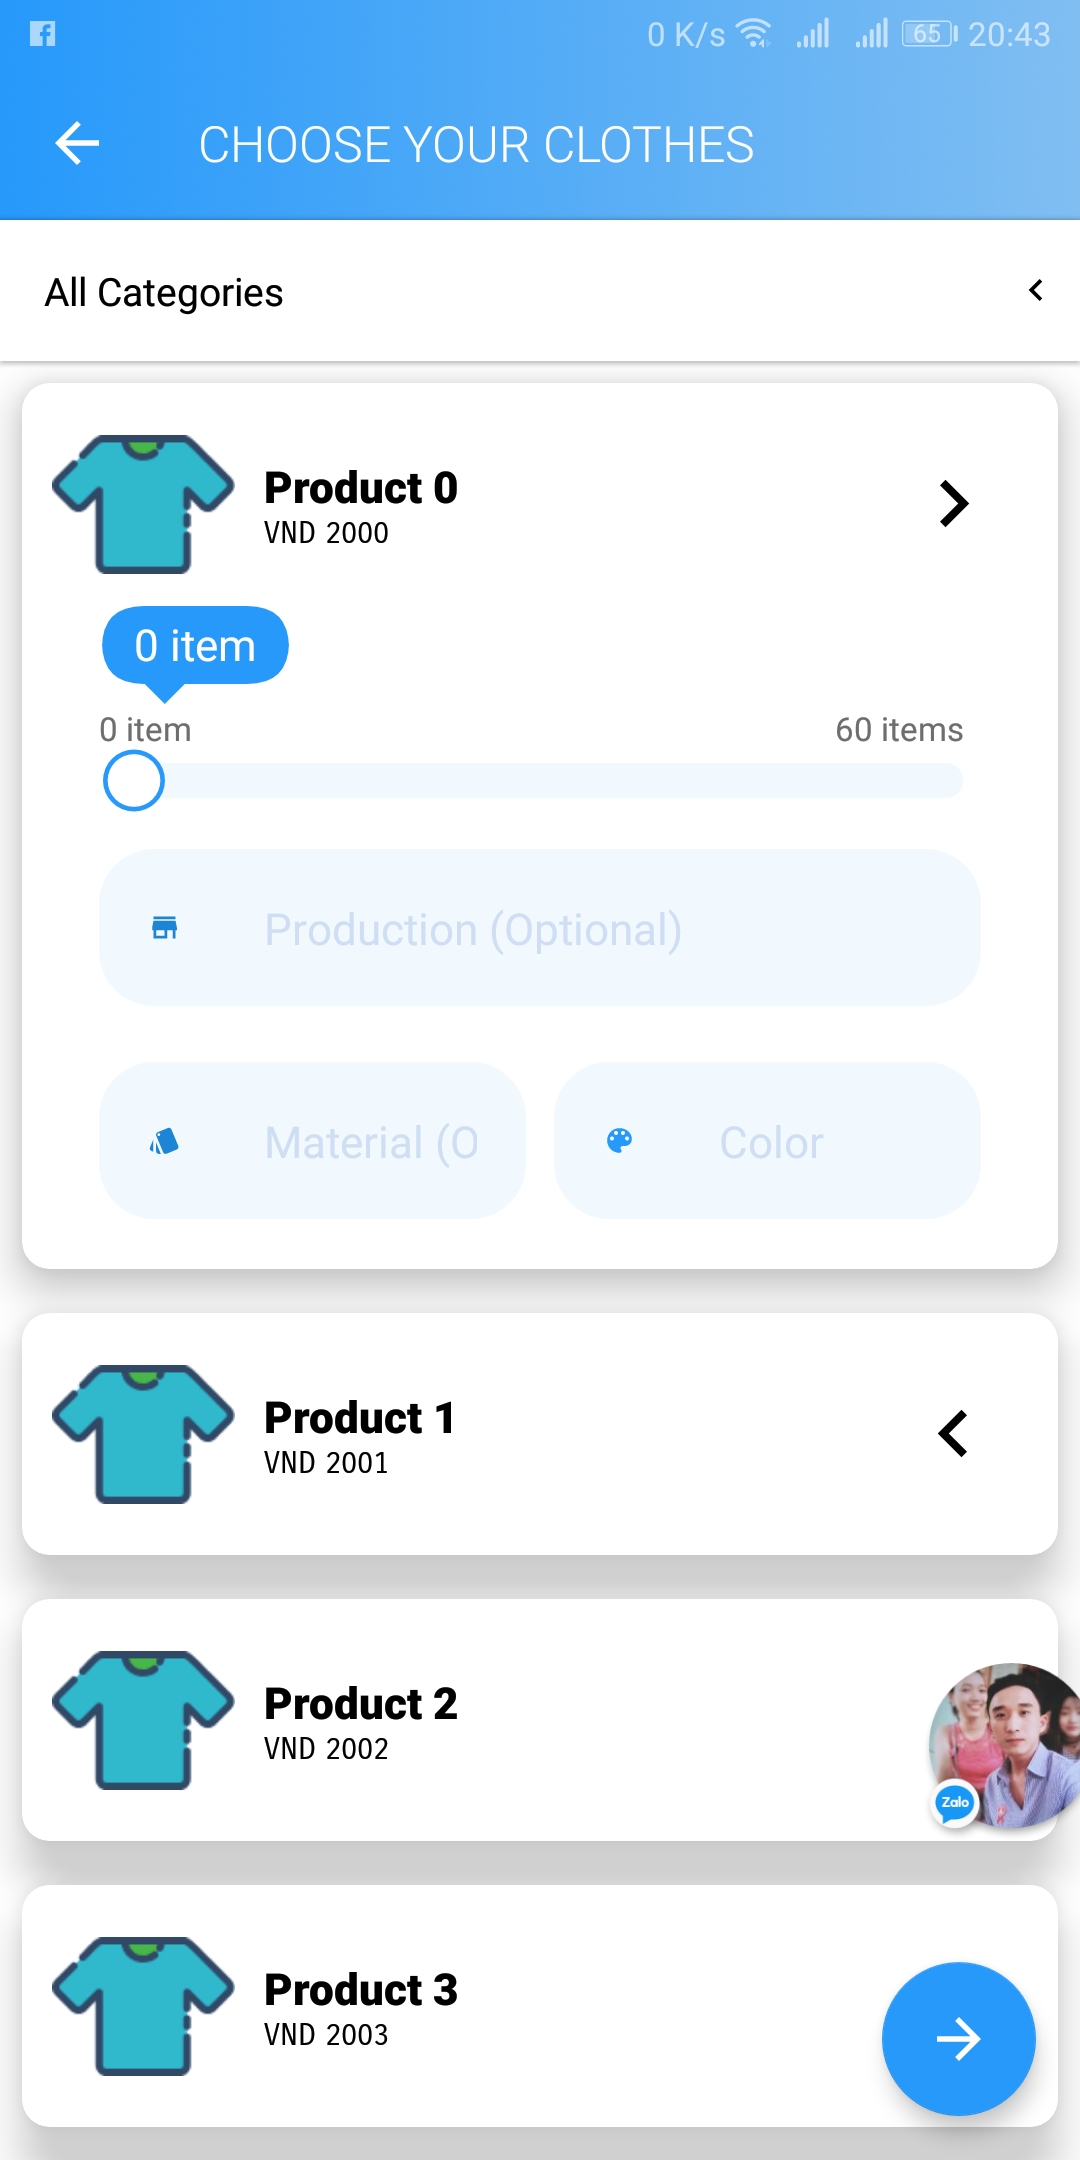 0 K/s 65 20:43
CHOOSE YOUR CLOTHES
All Categories
Product 0
VND 2000
0 item
0 item 60 items
Production (Optional)
Material (O Color
Product 1
VND 2001
Product 2
VND 2002
Zalo
Product 3
VND 2003